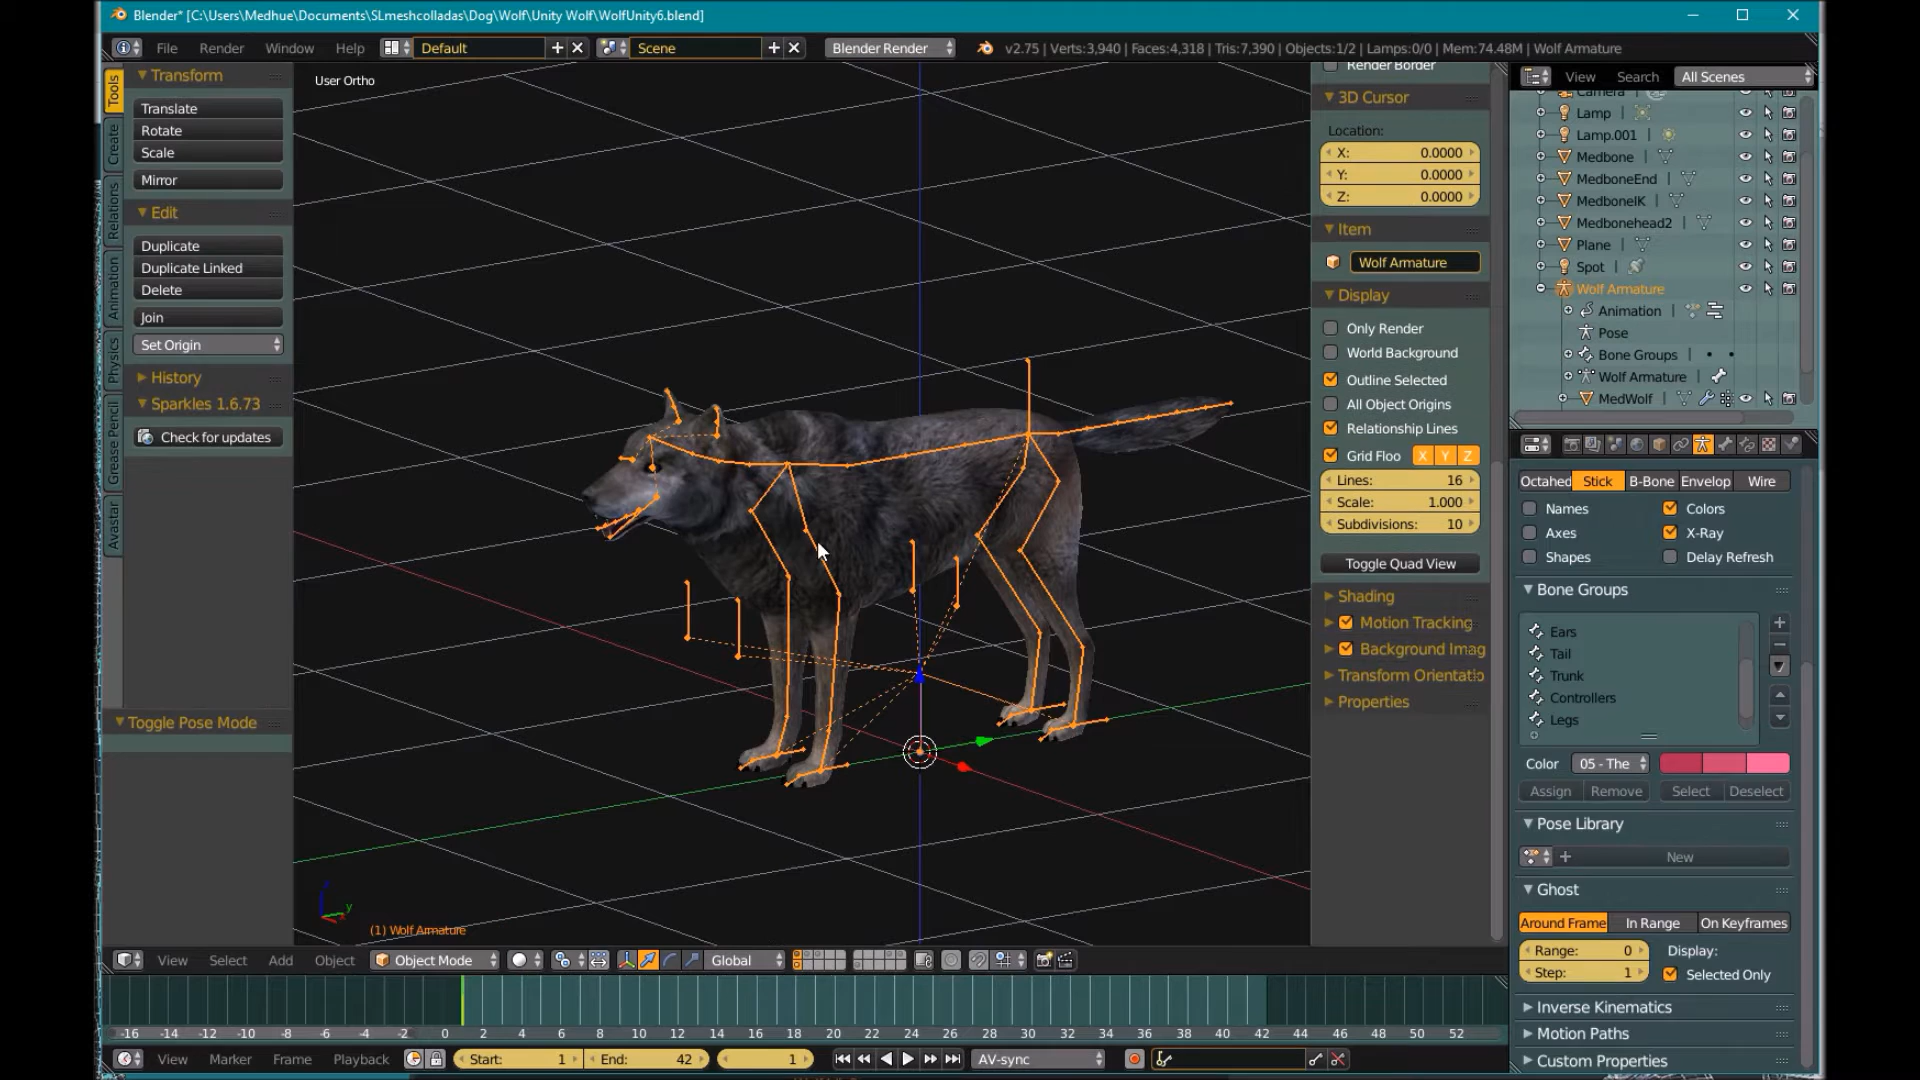 Blender* [C:\Users\Medhue\Documents\SLmeshcolladas\Dog\Wolf\Unity Wolf\WolfUnity6.blend]
File Render Window Help Default Scene Blender Render v2.75 | Verts:3,940 | Faces:4,318 | Tris:7,390 | Objects:1/2 | Lamps:0/0 | Mem:74.48M | Wolf Armature
Tools
Create
Relations
Animation
Physics
Grease Pencil
Avastar
Transform
Translate
Rotate
Scale
Mirror
Edit
Duplicate
Duplicate Linked
Delete
Join
Set Origin
History
Sparkles 1.6.73
Check for updates
Toggle Pose Mode
User Ortho
y
(1) Wolf Armature
Render Border
3D Cursor
Location:
X: 0.0000
Y: 0.0000
Z: 0.0000
Item
Wolf Armature
Display
Only Render
World Background
Outline Selected
All Object Origins
Relationship Lines
Grid Floo X Y Z
Lines: 16
Scale: 1.000
Subdivisions: 10
Toggle Quad View
Shading
Motion Tracking
Background Imag
Transform Orientatio
Properties
View Search All Scenes
Camera
Lamp
Lamp.001
Medbone
MedboneEnd
MedboneIK
Medbonehead2
Plane
Spot
Wolf Armature
Animation
Pose
Bone Groups
Wolf Armature
MedWolf
Octahed Stick B-Bone Envelop Wire
Names Colors
Axes X-Ray
Shapes Delay Refresh
Bone Groups
Ears
Tail
Trunk
Controllers
Legs
Color 05 - The
Assign Remove Select Deselect
Pose Library
New
Ghost
Around Frame In Range On Keyframes
Range: 0 Display:
Step: 1 Selected Only
Inverse Kinematics
Motion Paths
Custom Properties
View Select Add Object Object Mode Global
-16 -14 -12 -10 -8 -6 -4 -2 0 2 4 6 8 10 12 14 16 18 20 22 24 26 28 30 32 34 36 38 40 42 44 46 48 50 52
View Marker Frame Playback Start: 1 End: 42 1 AV-sync